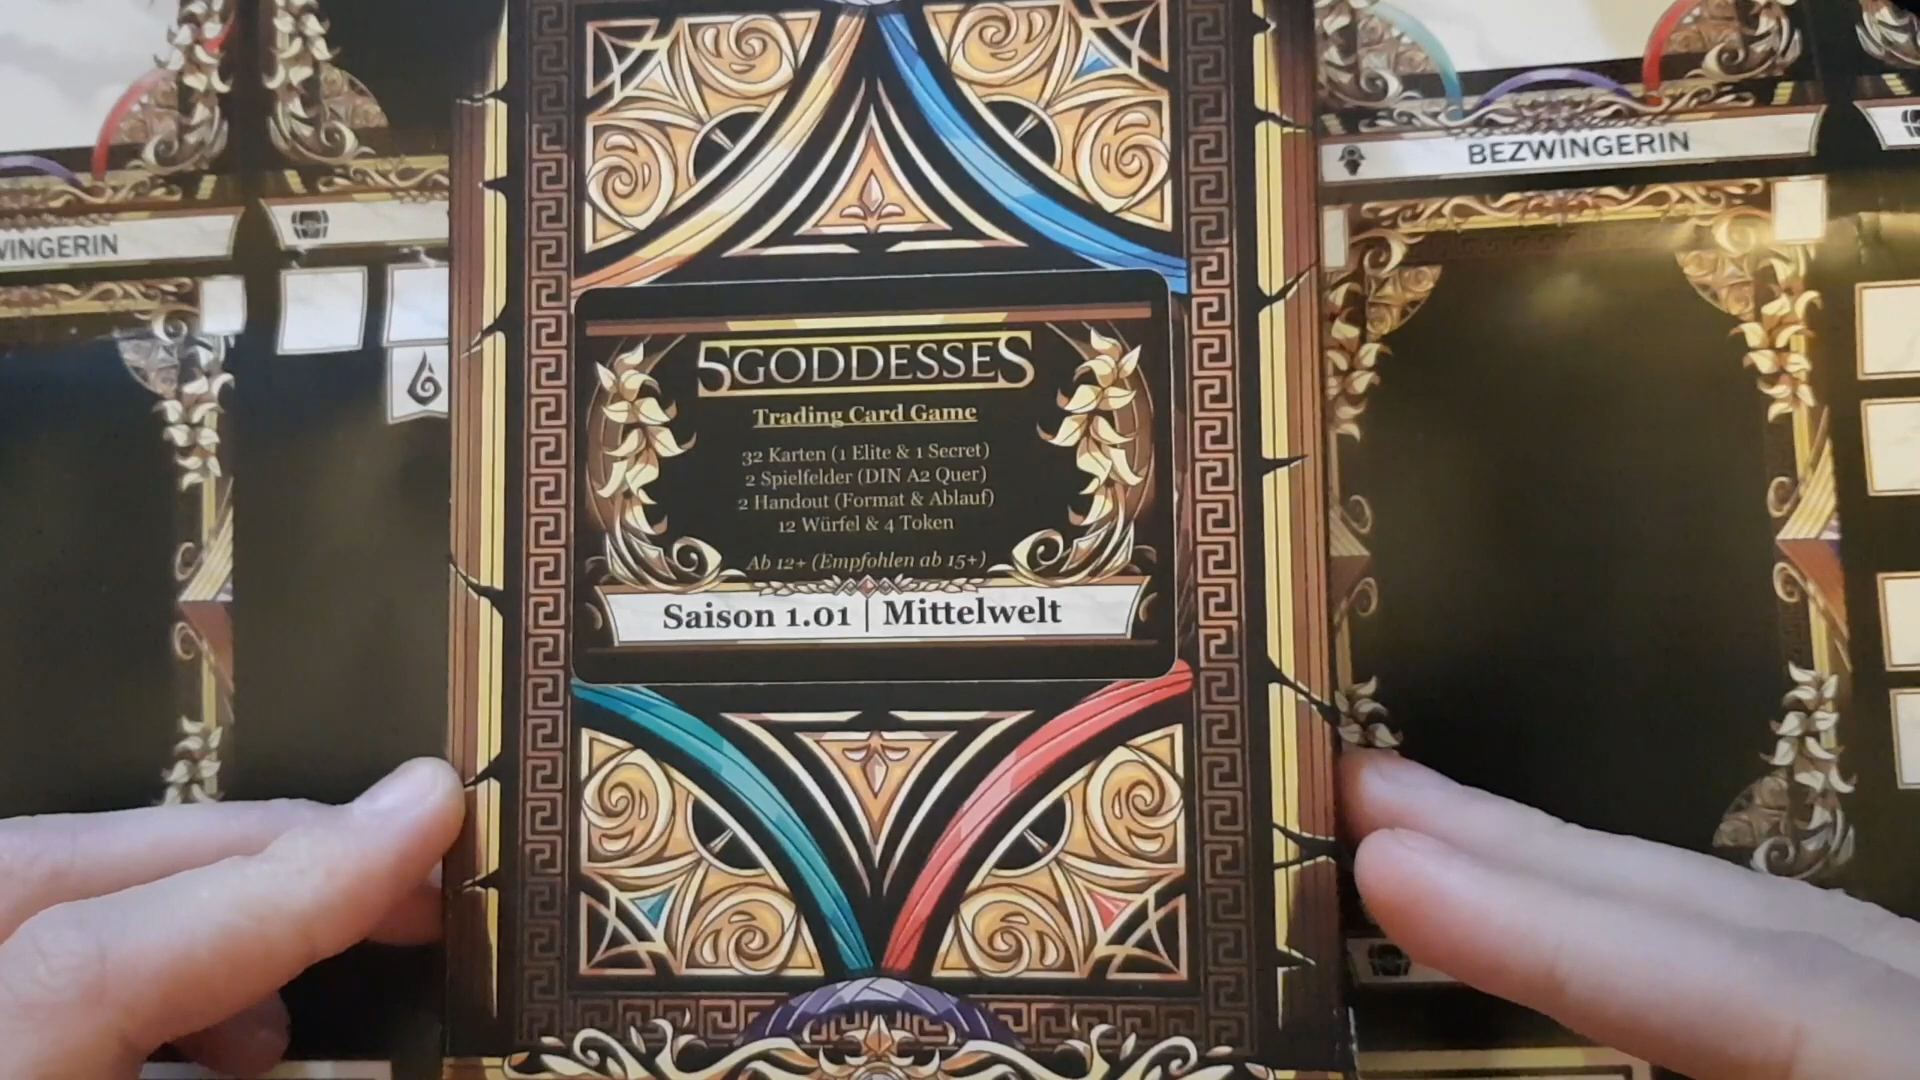 BEZWINGERIN
WINGERIN
5GODDESSES
Trading Card Game
32 Karten (1 Elite & 1 Secret)
2 Spielfelder (DIN A2 Quer)
2 Handout (Format & Ablauf)
12 Würfel & 4 Token
Ab 12+ (Empfohlen ab 15+)
Saison 1.01 | Mittelwelt